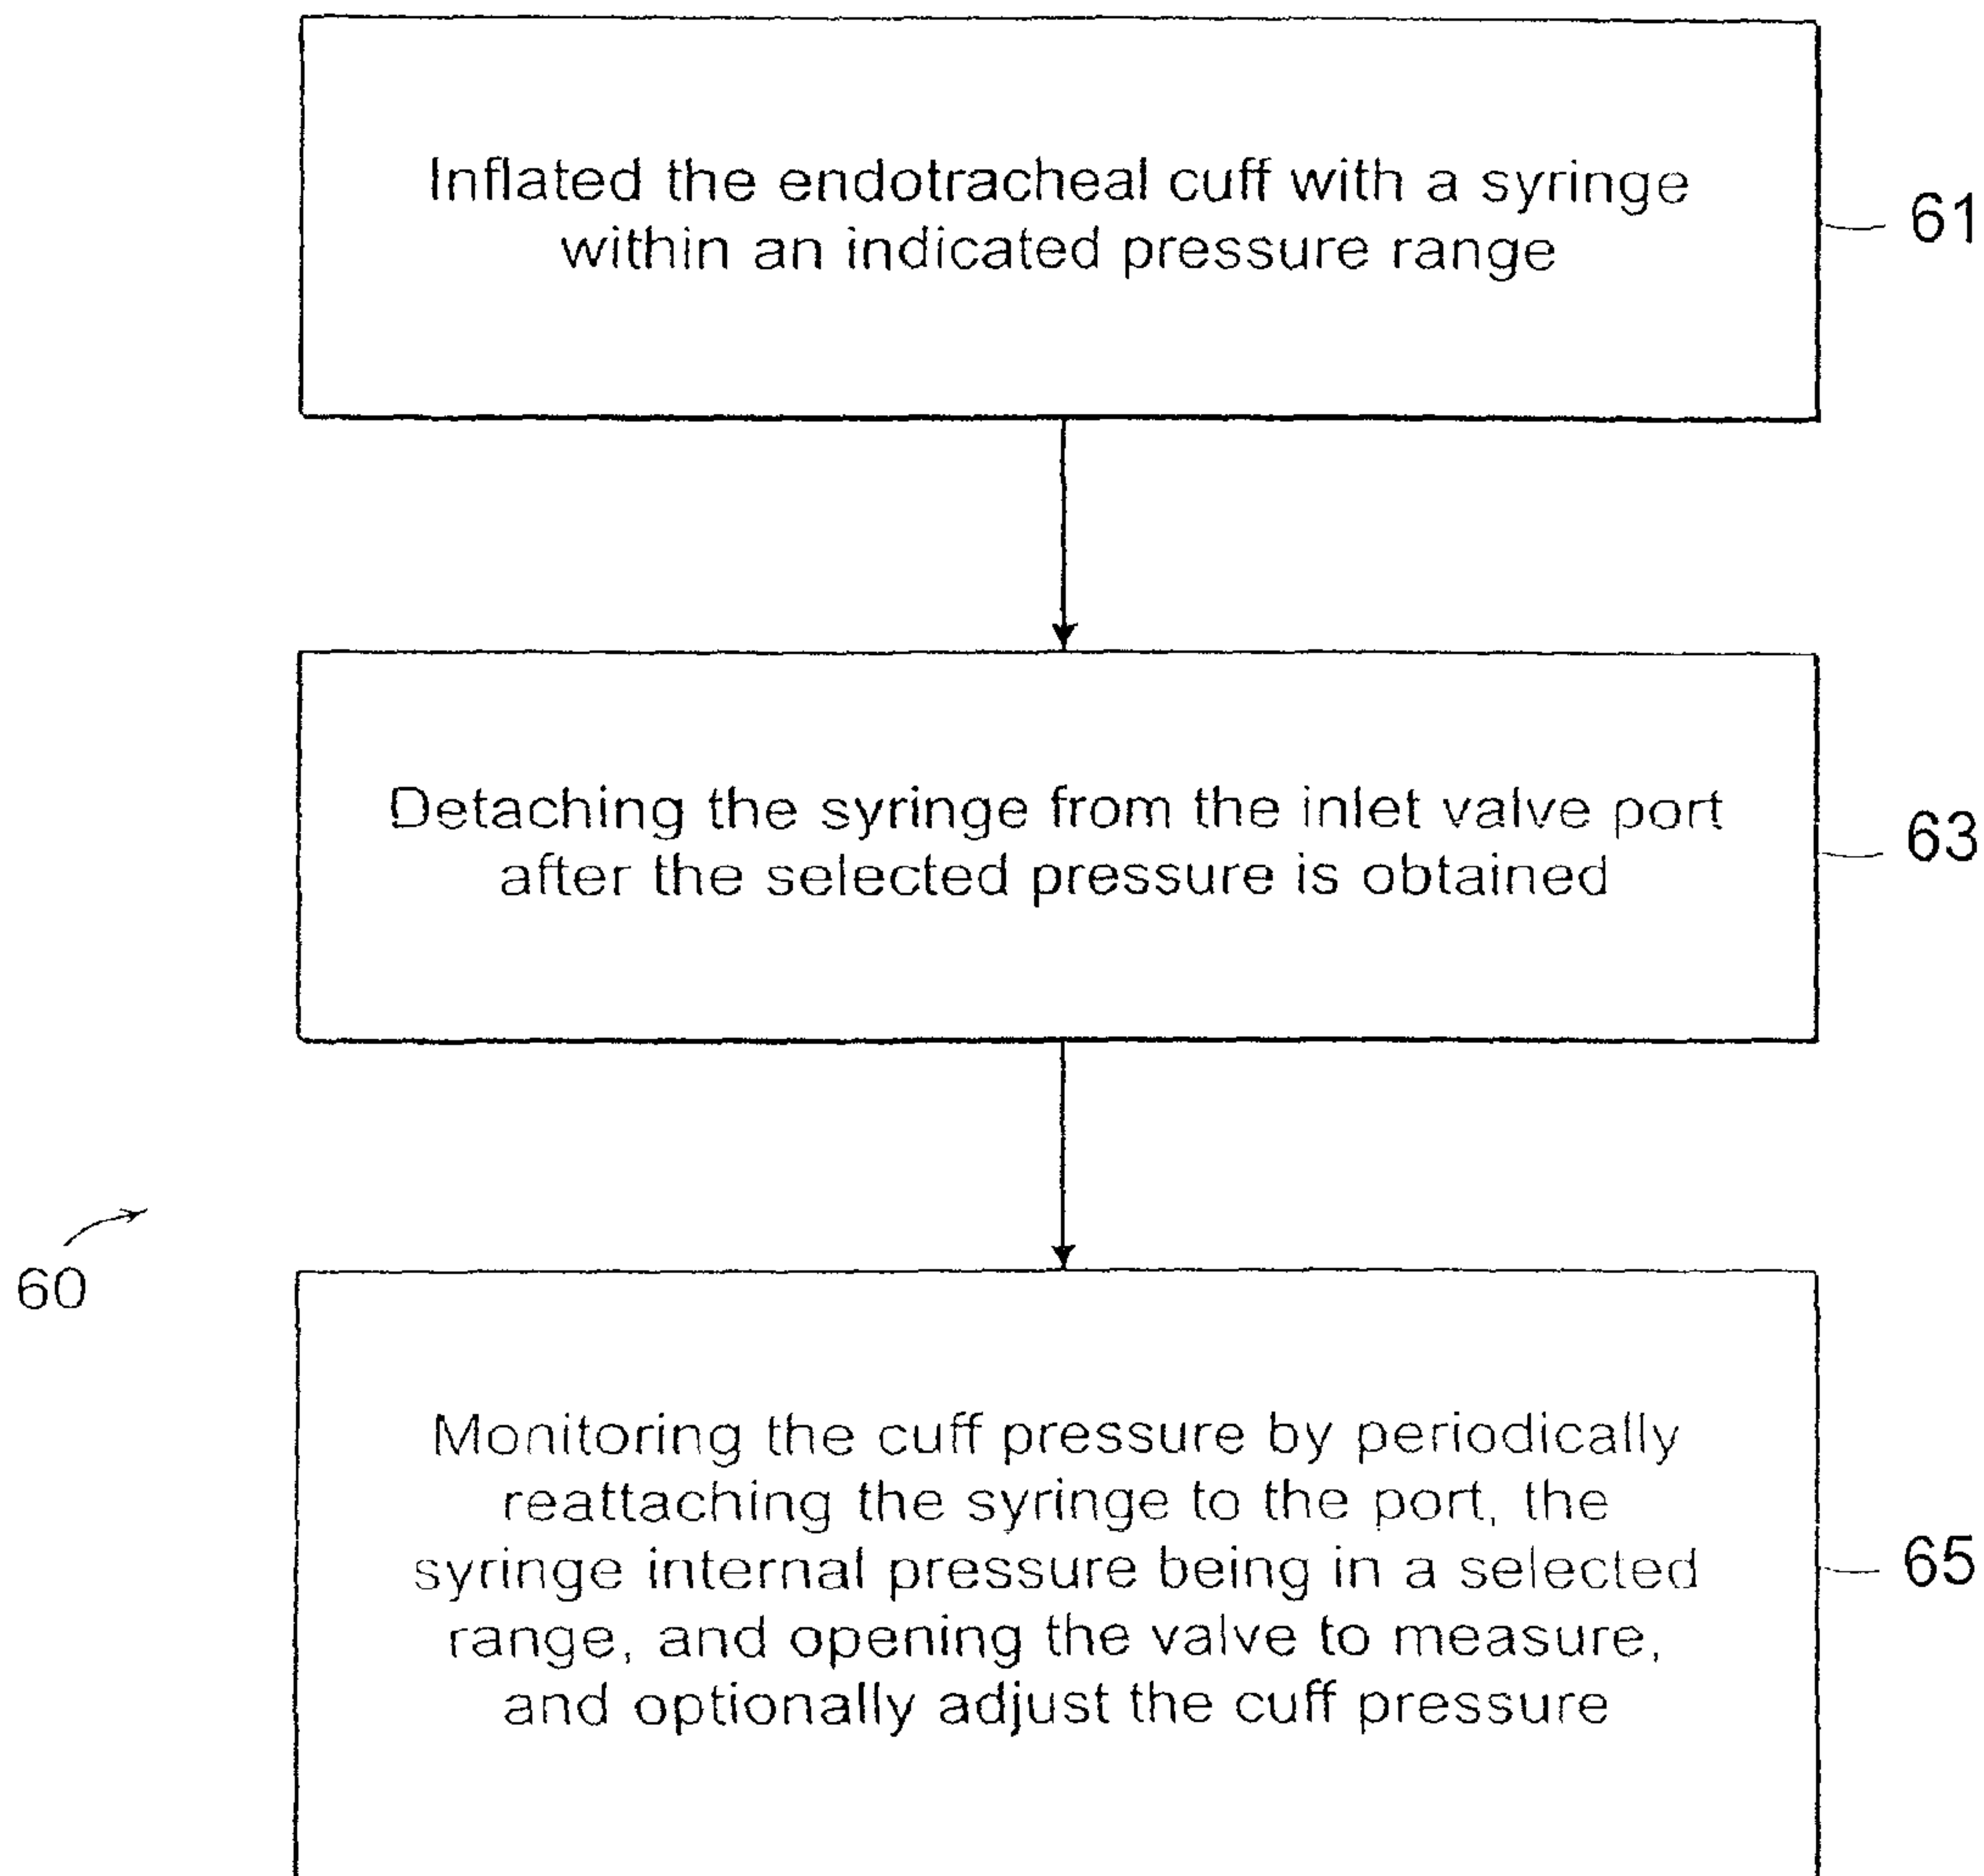 Inflated the endotracheal cuff with a syringe
within an indicated pressure range
61
Detaching the syringe from the inlet valve port
after the selected pressure is obtained
63
60
Monitoring the cuff pressure by periodically
reattaching the syringe to the port, the
syringe internal pressure being in a selected
range, and opening the valve to measure,
and optionally adjust the cuff pressure
65